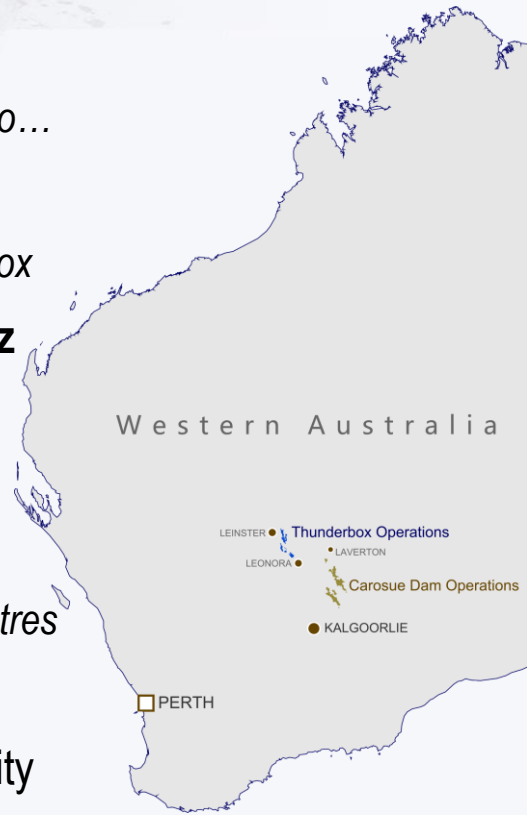 o…
ox
z
Western Australia
LEINSTER
Thunderbox Operations
LAVERTON
LEONORA
Carosue Dam Operations
tres
KALGOORLIE
PERTH
ity